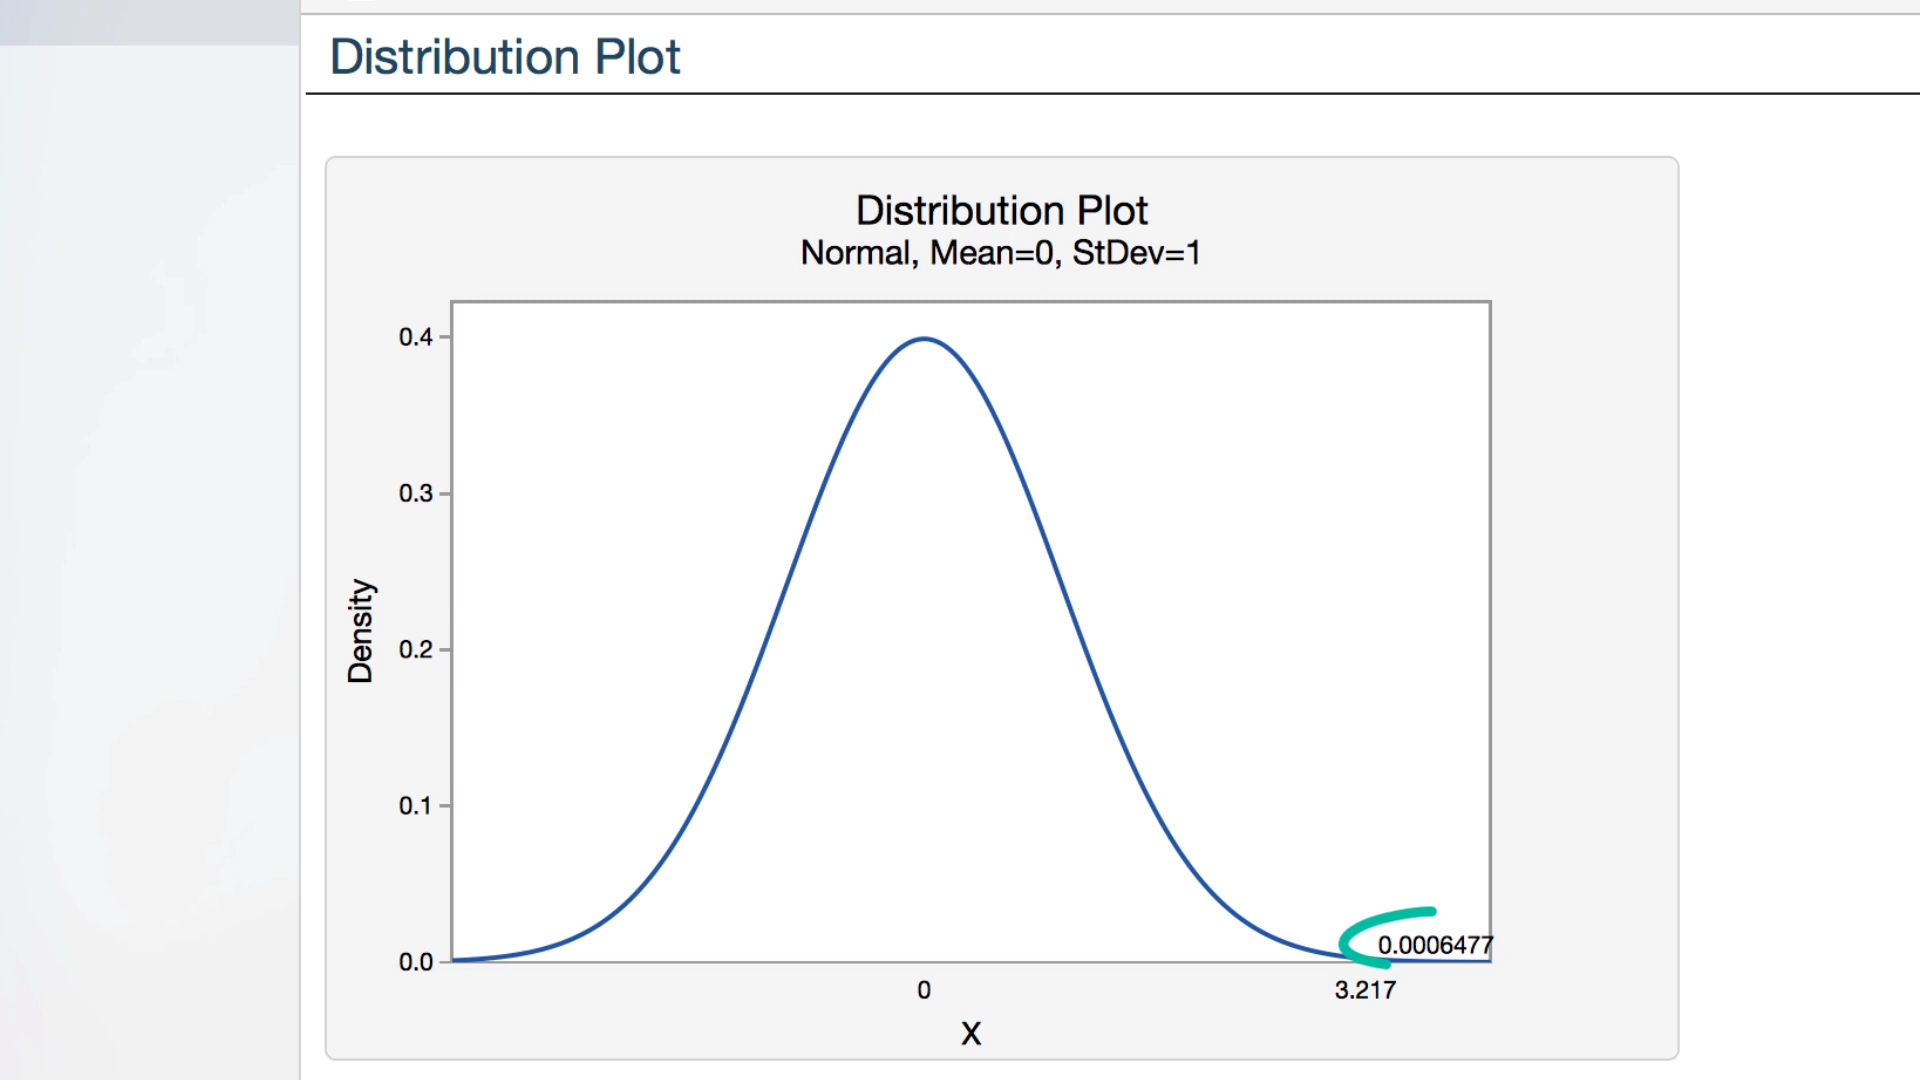 Distribution Plot
Distribution Plot
Normal, Mean=0, StDev=1
0.4
0.3
0.2
0.1
0.0
Density
0.0006477
0
3.217
X